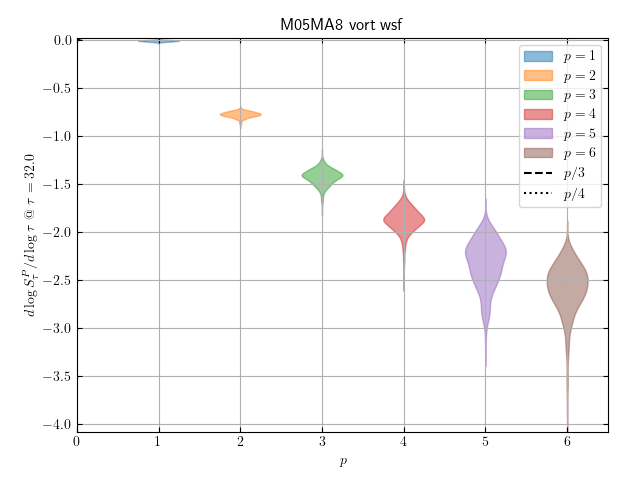 M05MA8 vort wsf
0.0
−0.5
−1.0
−1.5
−2.0
−2.5
−3.0
−3.5
−4.0
d log S_τ^P / d log τ @ τ = 32.0
0 1 2 3 4 5 6
p
p = 1
p = 2
p = 3
p = 4
p = 5
p = 6
p/3
p/4